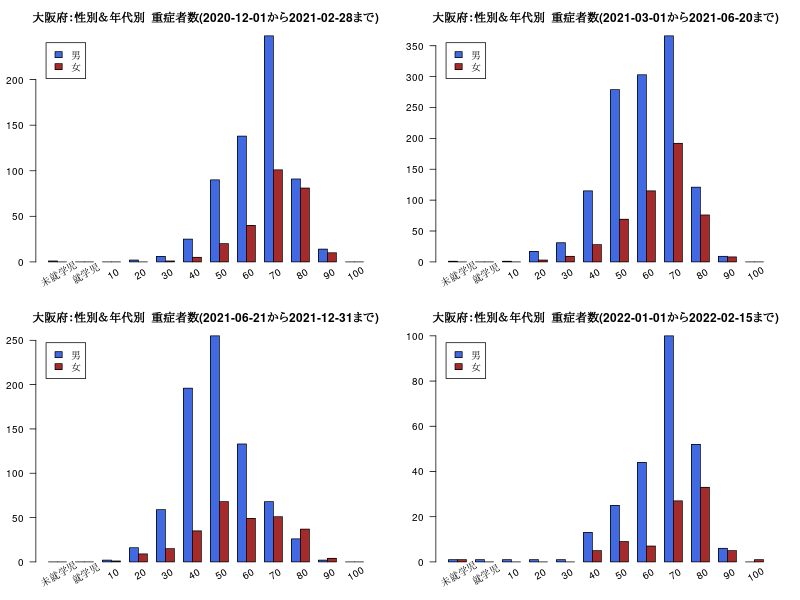 大阪府：性別＆年代別 重症者数(2020-12-01から2021-02-28まで)
男
女
200
150
100
50
0
未就学児 就学児 10 20 30 40 50 60 70 80 90 100
大阪府：性別＆年代別 重症者数(2021-03-01から2021-06-20まで)
男
女
350
300
250
200
150
100
50
0
未就学児 就学児 10 20 30 40 50 60 70 80 90 100
大阪府：性別＆年代別 重症者数(2021-06-21から2021-12-31まで)
男
女
250
200
150
100
50
0
未就学児 就学児 10 20 30 40 50 60 70 80 90 100
大阪府：性別＆年代別 重症者数(2022-01-01から2022-02-15まで)
男
女
100
80
60
40
20
0
未就学児 就学児 10 20 30 40 50 60 70 80 90 100